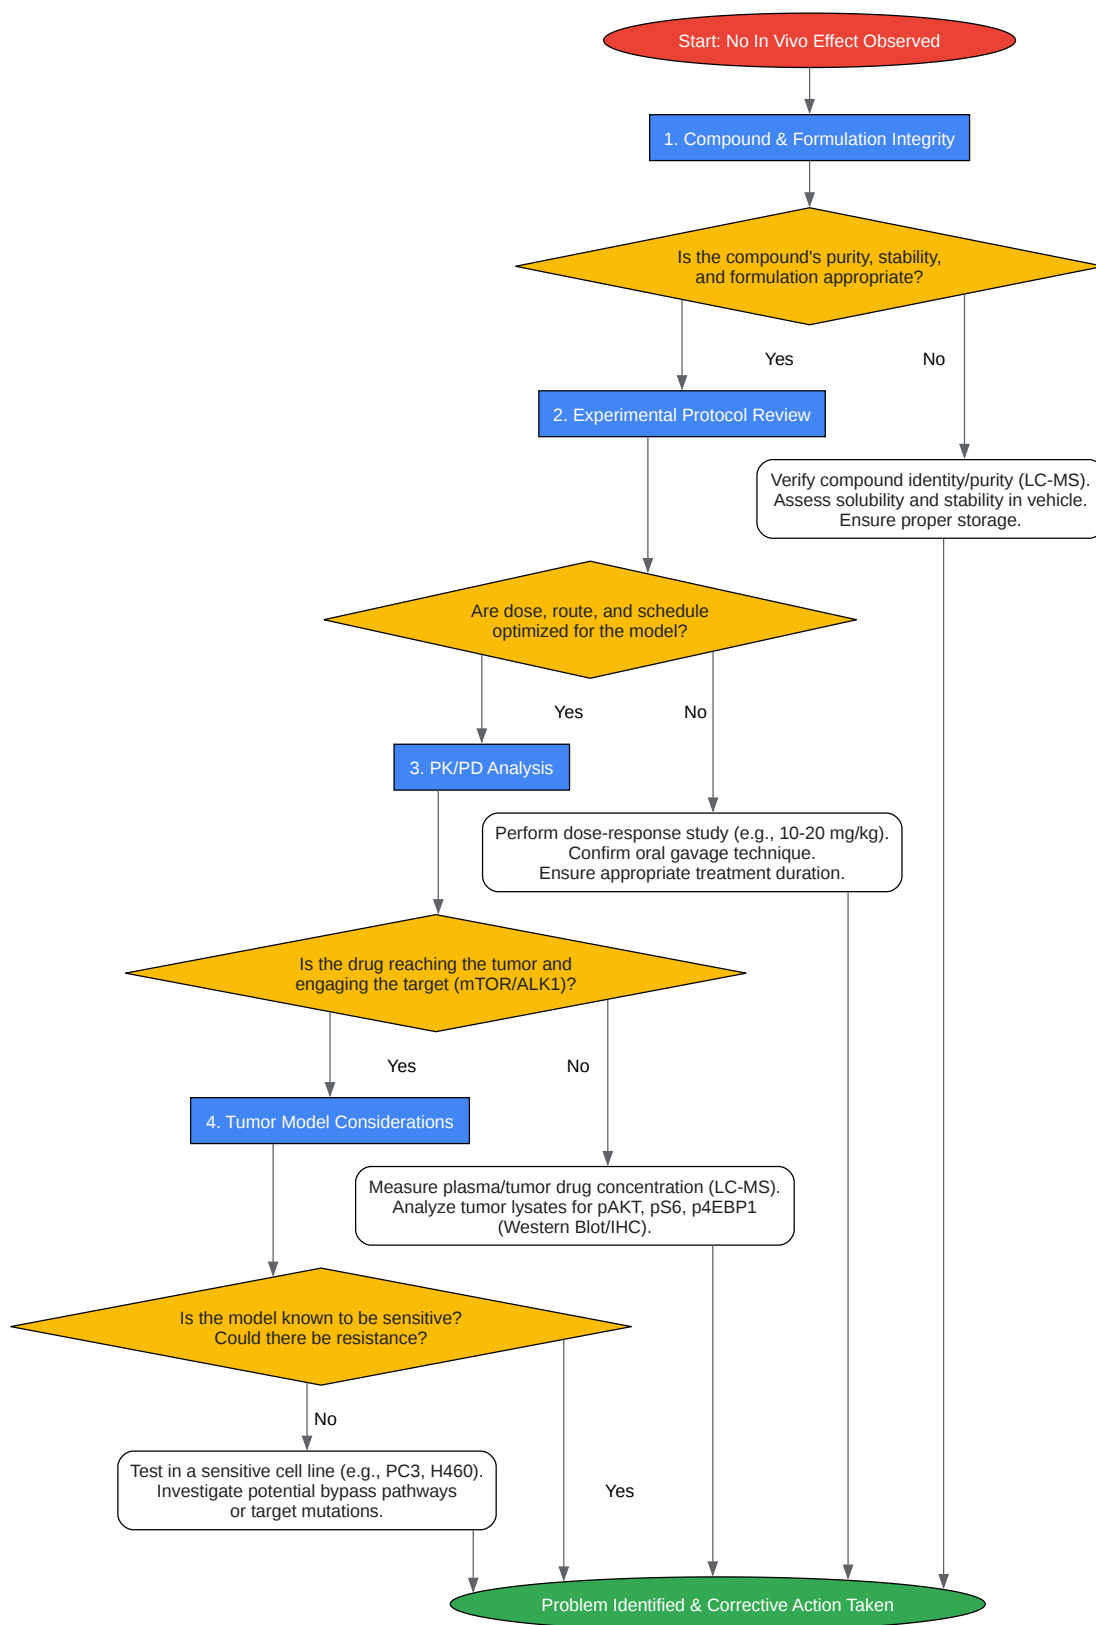 Start: No In Vivo Effect Observed
1. Compound & Formulation Integrity
Is the compound's purity, stability,
and formulation appropriate?
Yes
No
2. Experimental Protocol Review
Verify compound identity/purity (LC-MS).
Assess solubility and stability in vehicle.
Ensure proper storage.
Are dose, route, and schedule
optimized for the model?
Yes
No
3. PK/PD Analysis
Perform dose-response study (e.g., 10-20 mg/kg).
Confirm oral gavage technique.
Ensure appropriate treatment duration.
Is the drug reaching the tumor and
engaging the target (mTOR/ALK1)?
Yes
No
4. Tumor Model Considerations
Measure plasma/tumor drug concentration (LC-MS).
Analyze tumor lysates for pAKT, pS6, p4EBP1
(Western Blot/IHC).
Is the model known to be sensitive?
Could there be resistance?
No
Test in a sensitive cell line (e.g., PC3, H460).
Investigate potential bypass pathways
or target mutations.
Yes
Problem Identified & Corrective Action Taken